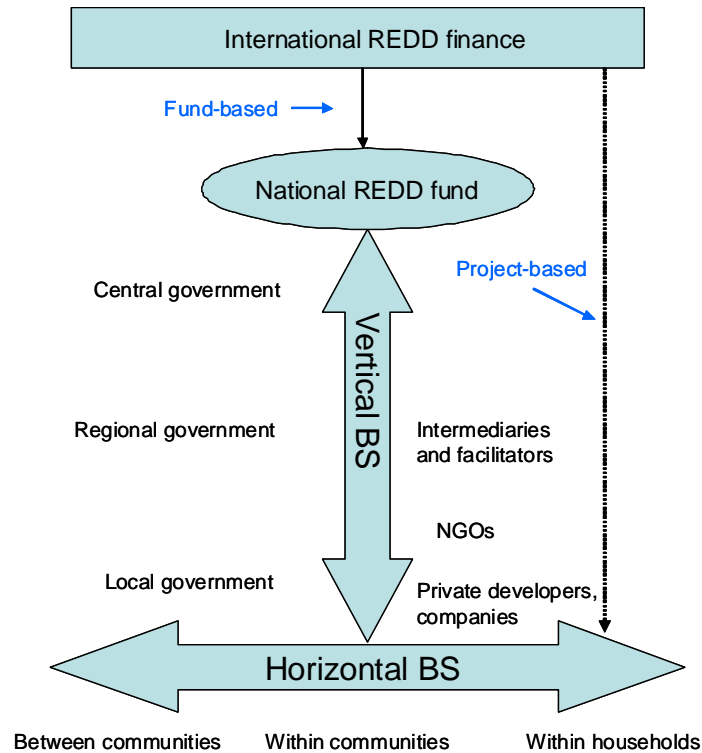 International REDD finance
Fund-based
National REDD fund
Project-based
Central government
Vertical BS
Regional government
Intermediaries
and facilitators
NGOs
Local government
Private developers,
companies
Horizontal BS
Between communities
Within communities
Within households